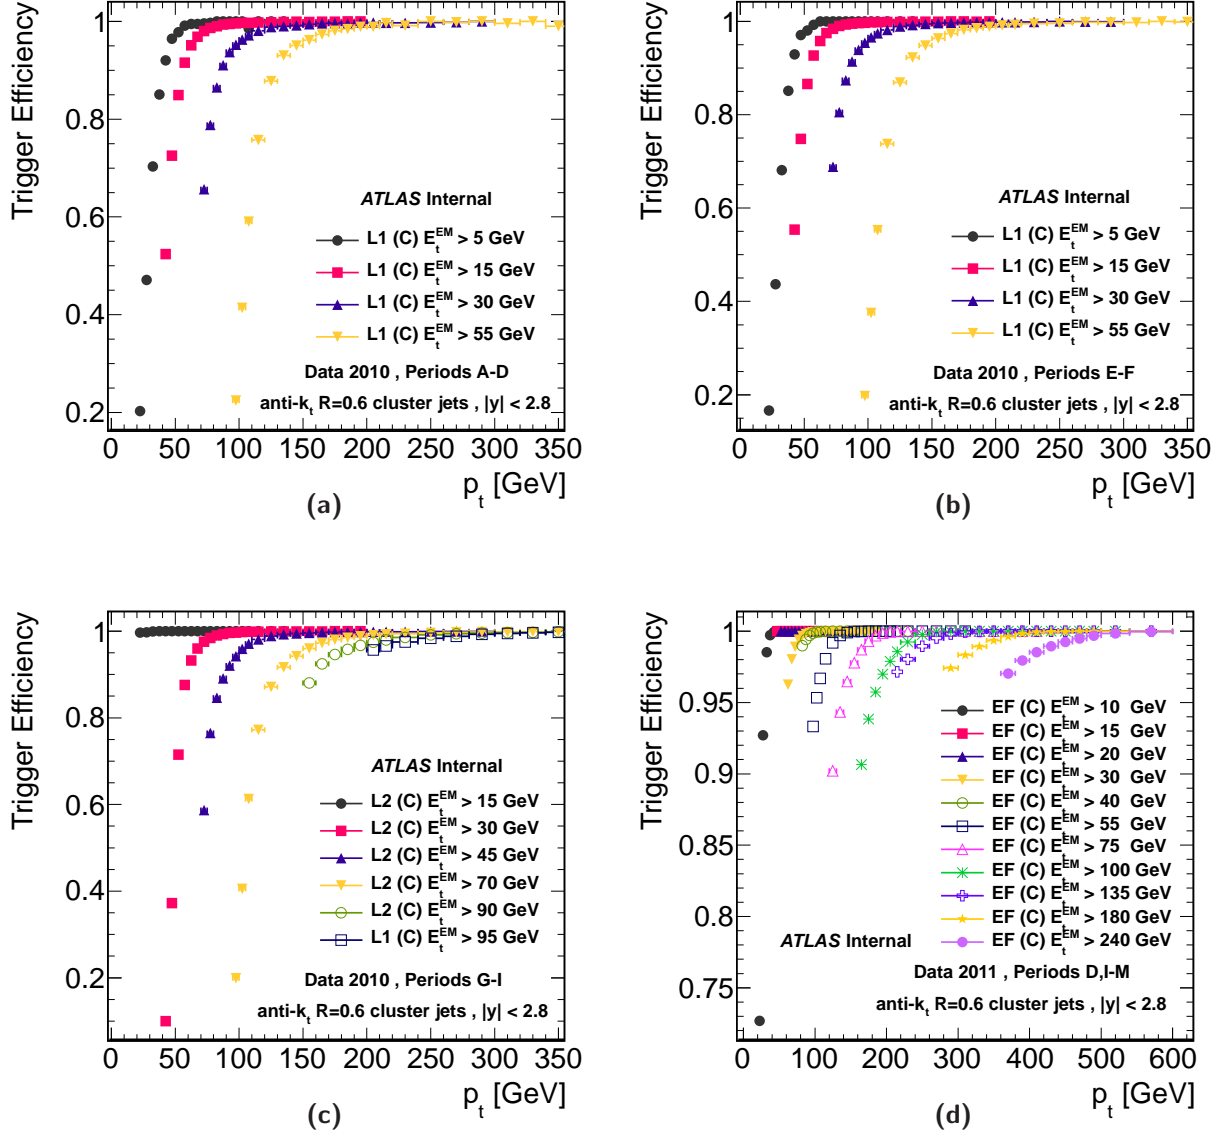 Trigger Efficiency
1
0.8
0.6
0.4
0.2
ATLAS Internal
L1 (C) E_t^EM > 5 GeV
L1 (C) E_t^EM > 15 GeV
L1 (C) E_t^EM > 30 GeV
L1 (C) E_t^EM > 55 GeV
Data 2010 , Periods A-D
anti-k_t R=0.6 cluster jets , |y| < 2.8
0 50 100 150 200 250 300 350
p_t [GeV]
(a)
Trigger Efficiency
1
0.8
0.6
0.4
0.2
ATLAS Internal
L1 (C) E_t^EM > 5 GeV
L1 (C) E_t^EM > 15 GeV
L1 (C) E_t^EM > 30 GeV
L1 (C) E_t^EM > 55 GeV
Data 2010 , Periods E-F
anti-k_t R=0.6 cluster jets , |y| < 2.8
0 50 100 150 200 250 300 350
p_t [GeV]
(b)
Trigger Efficiency
1
0.8
0.6
0.4
0.2
ATLAS Internal
L2 (C) E_t^EM > 15 GeV
L2 (C) E_t^EM > 30 GeV
L2 (C) E_t^EM > 45 GeV
L2 (C) E_t^EM > 70 GeV
L2 (C) E_t^EM > 90 GeV
L1 (C) E_t^EM > 95 GeV
Data 2010 , Periods G-I
anti-k_t R=0.6 cluster jets , |y| < 2.8
0 50 100 150 200 250 300 350
p_t [GeV]
(c)
Trigger Efficiency
1
0.95
0.9
0.85
0.8
0.75
EF (C) E_t^EM > 10 GeV
EF (C) E_t^EM > 15 GeV
EF (C) E_t^EM > 20 GeV
EF (C) E_t^EM > 30 GeV
EF (C) E_t^EM > 40 GeV
EF (C) E_t^EM > 55 GeV
EF (C) E_t^EM > 75 GeV
EF (C) E_t^EM > 100 GeV
EF (C) E_t^EM > 135 GeV
EF (C) E_t^EM > 180 GeV
EF (C) E_t^EM > 240 GeV
ATLAS Internal
Data 2011 , Periods D,I-M
anti-k_t R=0.6 cluster jets , |y| < 2.8
0 100 200 300 400 500 600
p_t [GeV]
(d)